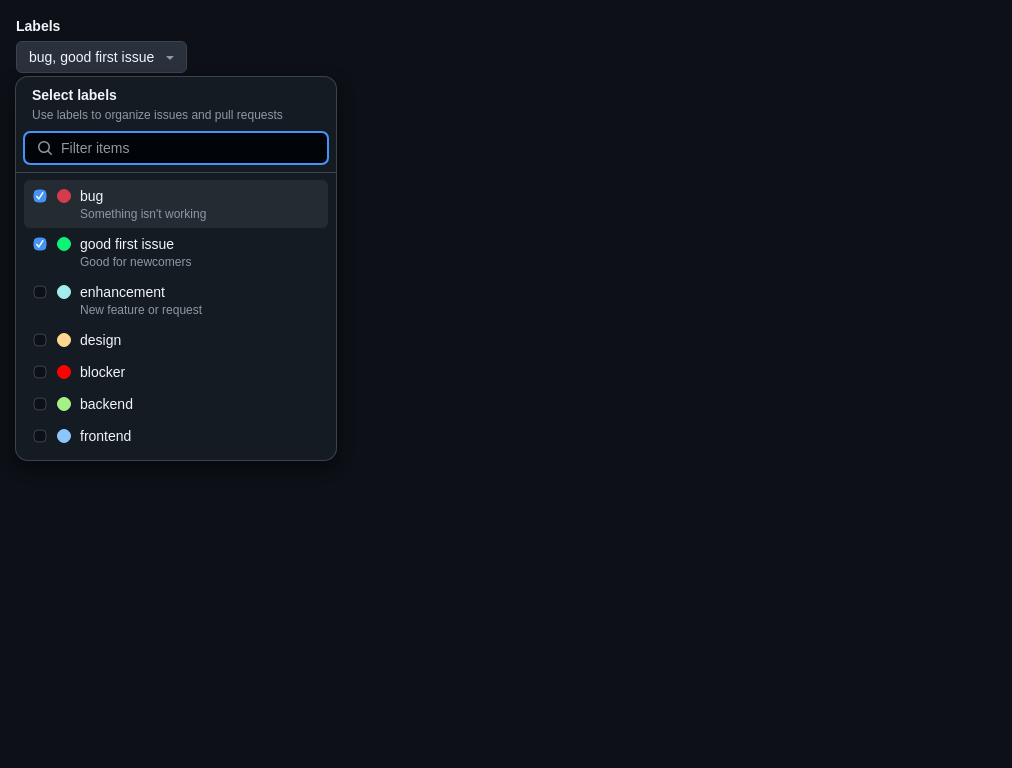 Labels
bug, good first issue
Select labels
Use labels to organize issues and pull requests
Filter items
bug
Something isn't working
good first issue
Good for newcomers
enhancement
New feature or request
design
blocker
backend
frontend